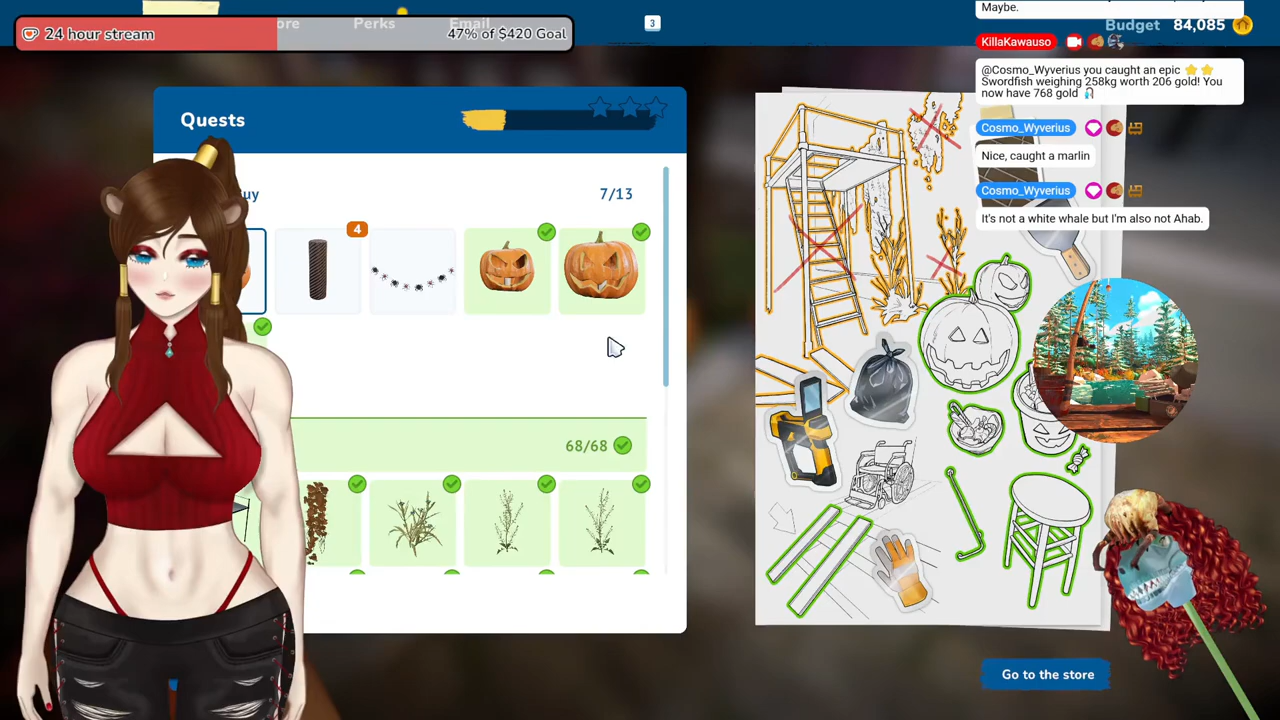 Maybe.
24 hour stream
47% of $420 Goal
Perks
Email
3
Budget 84,085
KillaKawauso
@Cosmo_Wyverius you caught an epic ⭐ ⭐
Swordfish weighing 258kg worth 206 gold! You
now have 768 gold 🎣
Cosmo_Wyverius
Nice, caught a marlin
Cosmo_Wyverius
It's not a white whale but I'm also not Ahab.
Quests
7/13
4
68/68
Go to the store